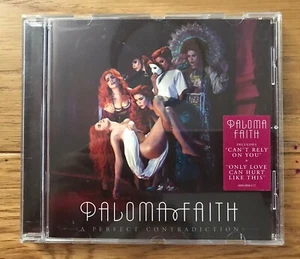 PALOMA
FAITH
INCLUDES
"CAN'T RELY
ON YOU"
+
"ONLY LOVE
CAN HURT
LIKE THIS"
PALOMA FAITH
A PERFECT CONTRADICTION